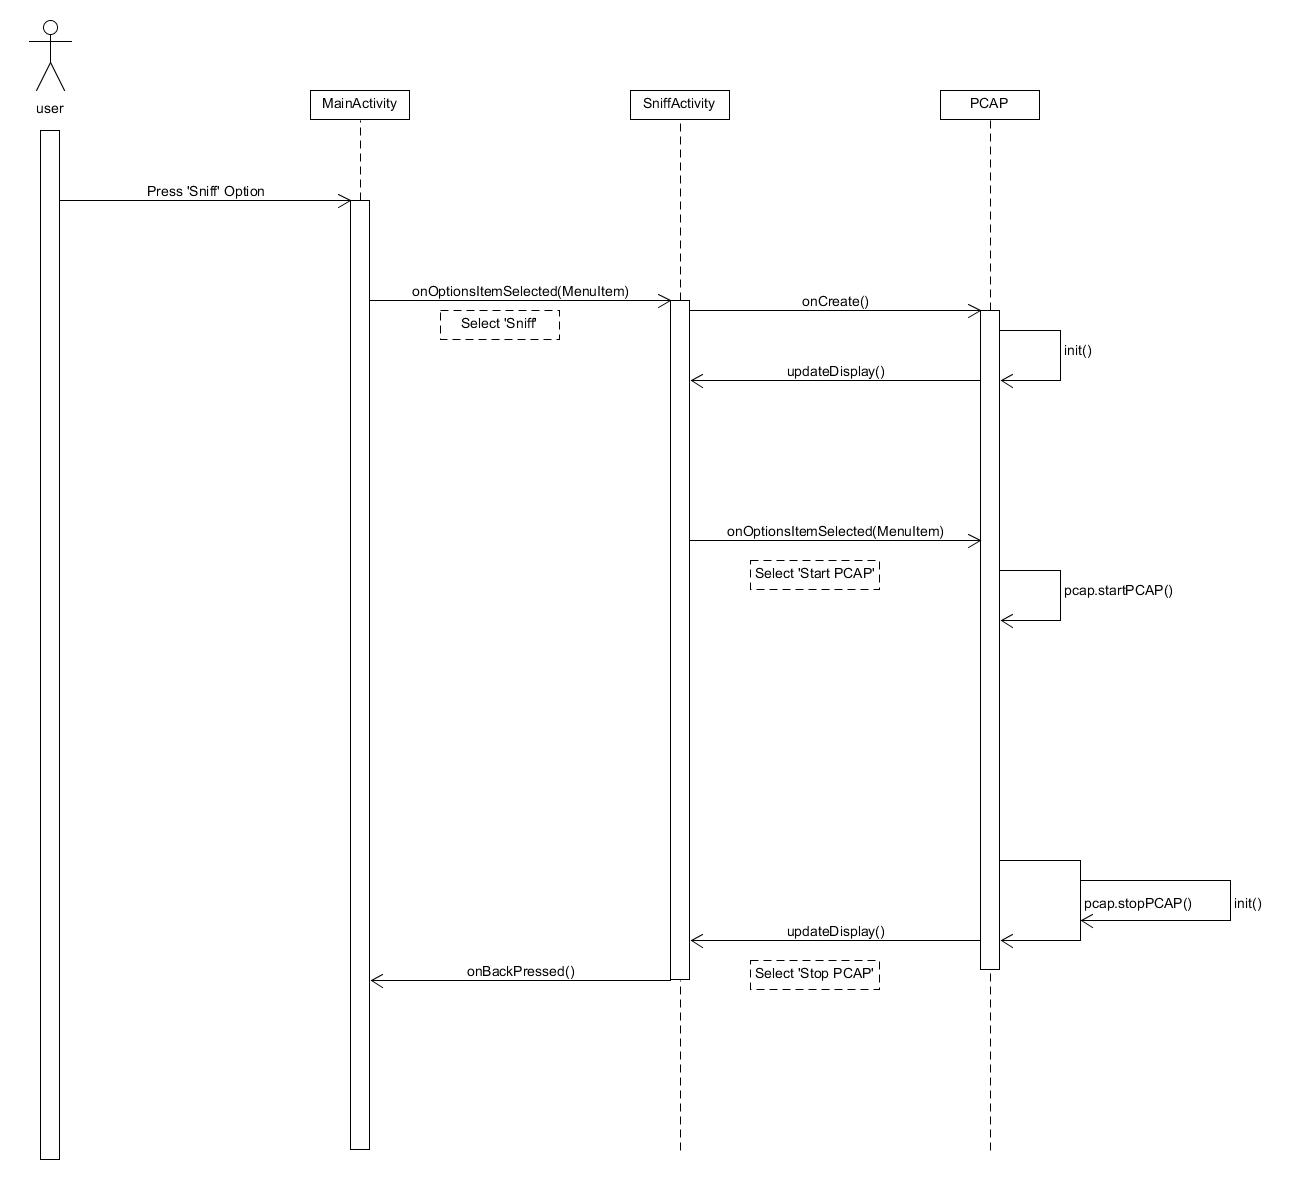 user
MainActivity
SniffActivity
PCAP
Press 'Sniff' Option
onOptionsItemSelected(MenuItem)
onCreate()
Select 'Sniff'
init()
updateDisplay()
onOptionsItemSelected(MenuItem)
Select 'Start PCAP'
pcap.startPCAP()
pcap.stopPCAP()
init()
updateDisplay()
onBackPressed()
Select 'Stop PCAP'